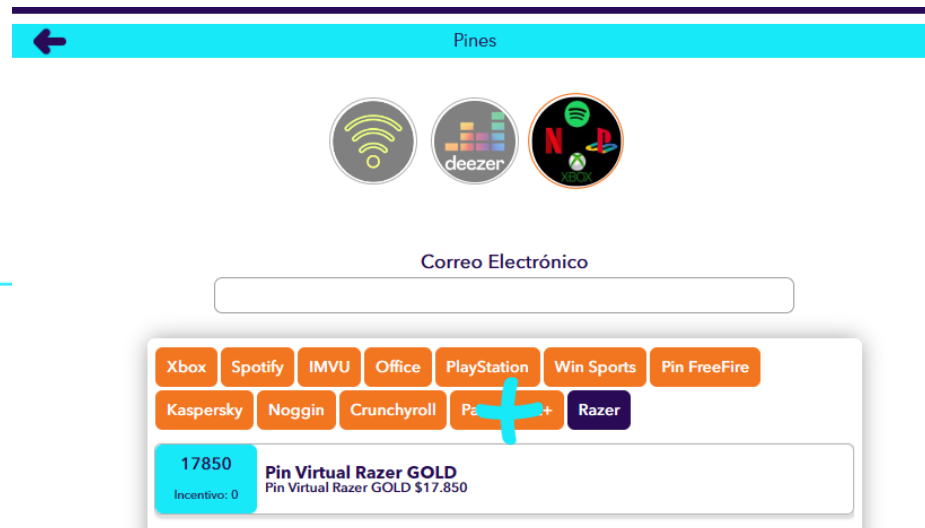 Pines
deezer
N
XBOX
Correo Electrónico
Xbox Spotify IMVU Office PlayStation Win Sports Pin FreeFire
Kaspersky Noggin Crunchyroll Razer
17850
Incentivo: 0
Pin Virtual Razer GOLD
Pin Virtual Razer GOLD $17.850